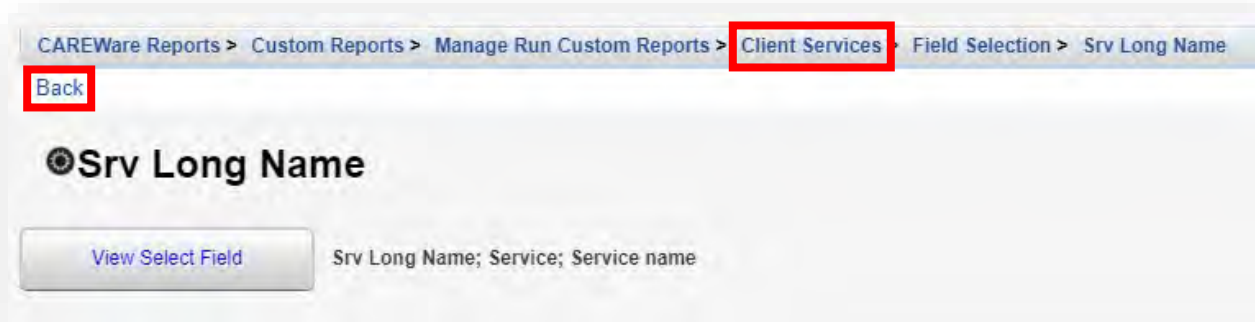 CAREWare Reports > Custom Reports > Manage Run Custom Reports > Client Services > Field Selection > Srv Long Name
Back
Srv Long Name
View Select Field Srv Long Name; Service; Service name